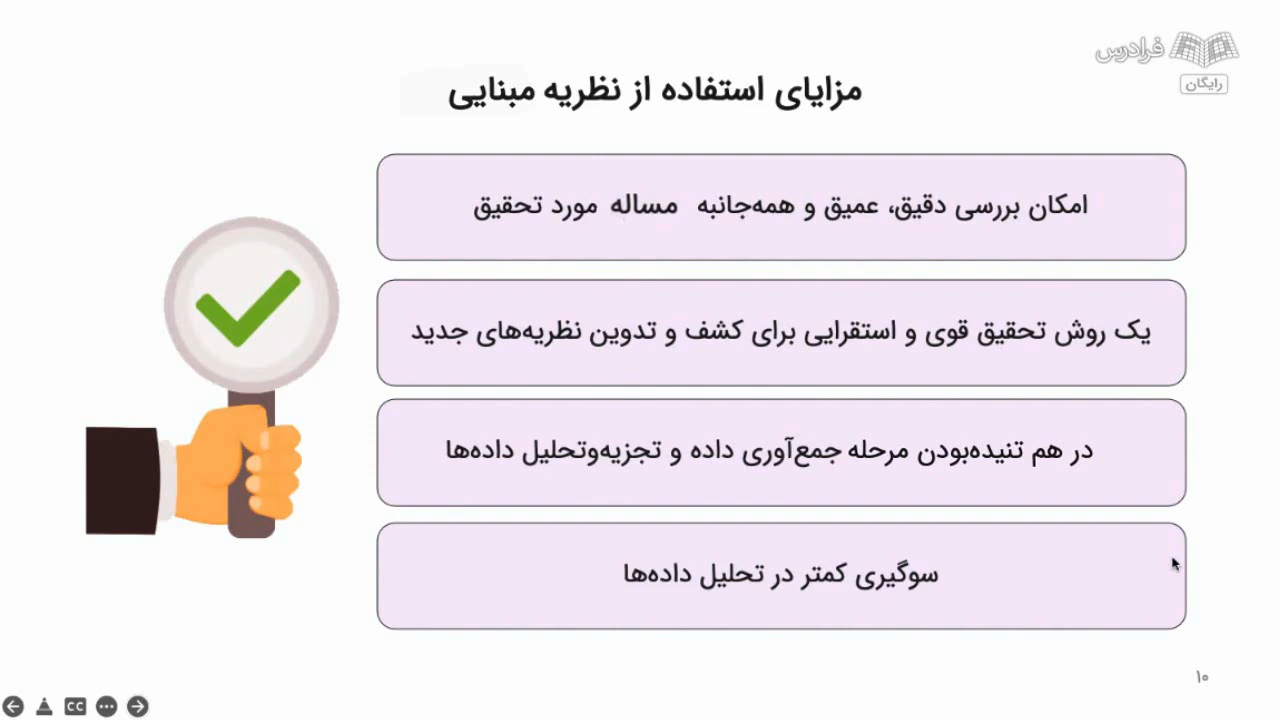 فرادرس
رایگان
مزایای استفاده از نظریه مبنایی
امکان بررسی دقیق، عمیق و همه‌جانبه مساله مورد تحقیق
یک روش تحقیق قوی و استقرایی برای کشف و تدوین نظریه‌های جدید
در هم تنیده‌بودن مرحله جمع‌آوری داده و تجزیه‌وتحلیل داده‌ها
سوگیری کمتر در تحلیل داده‌ها
۱۰
CC